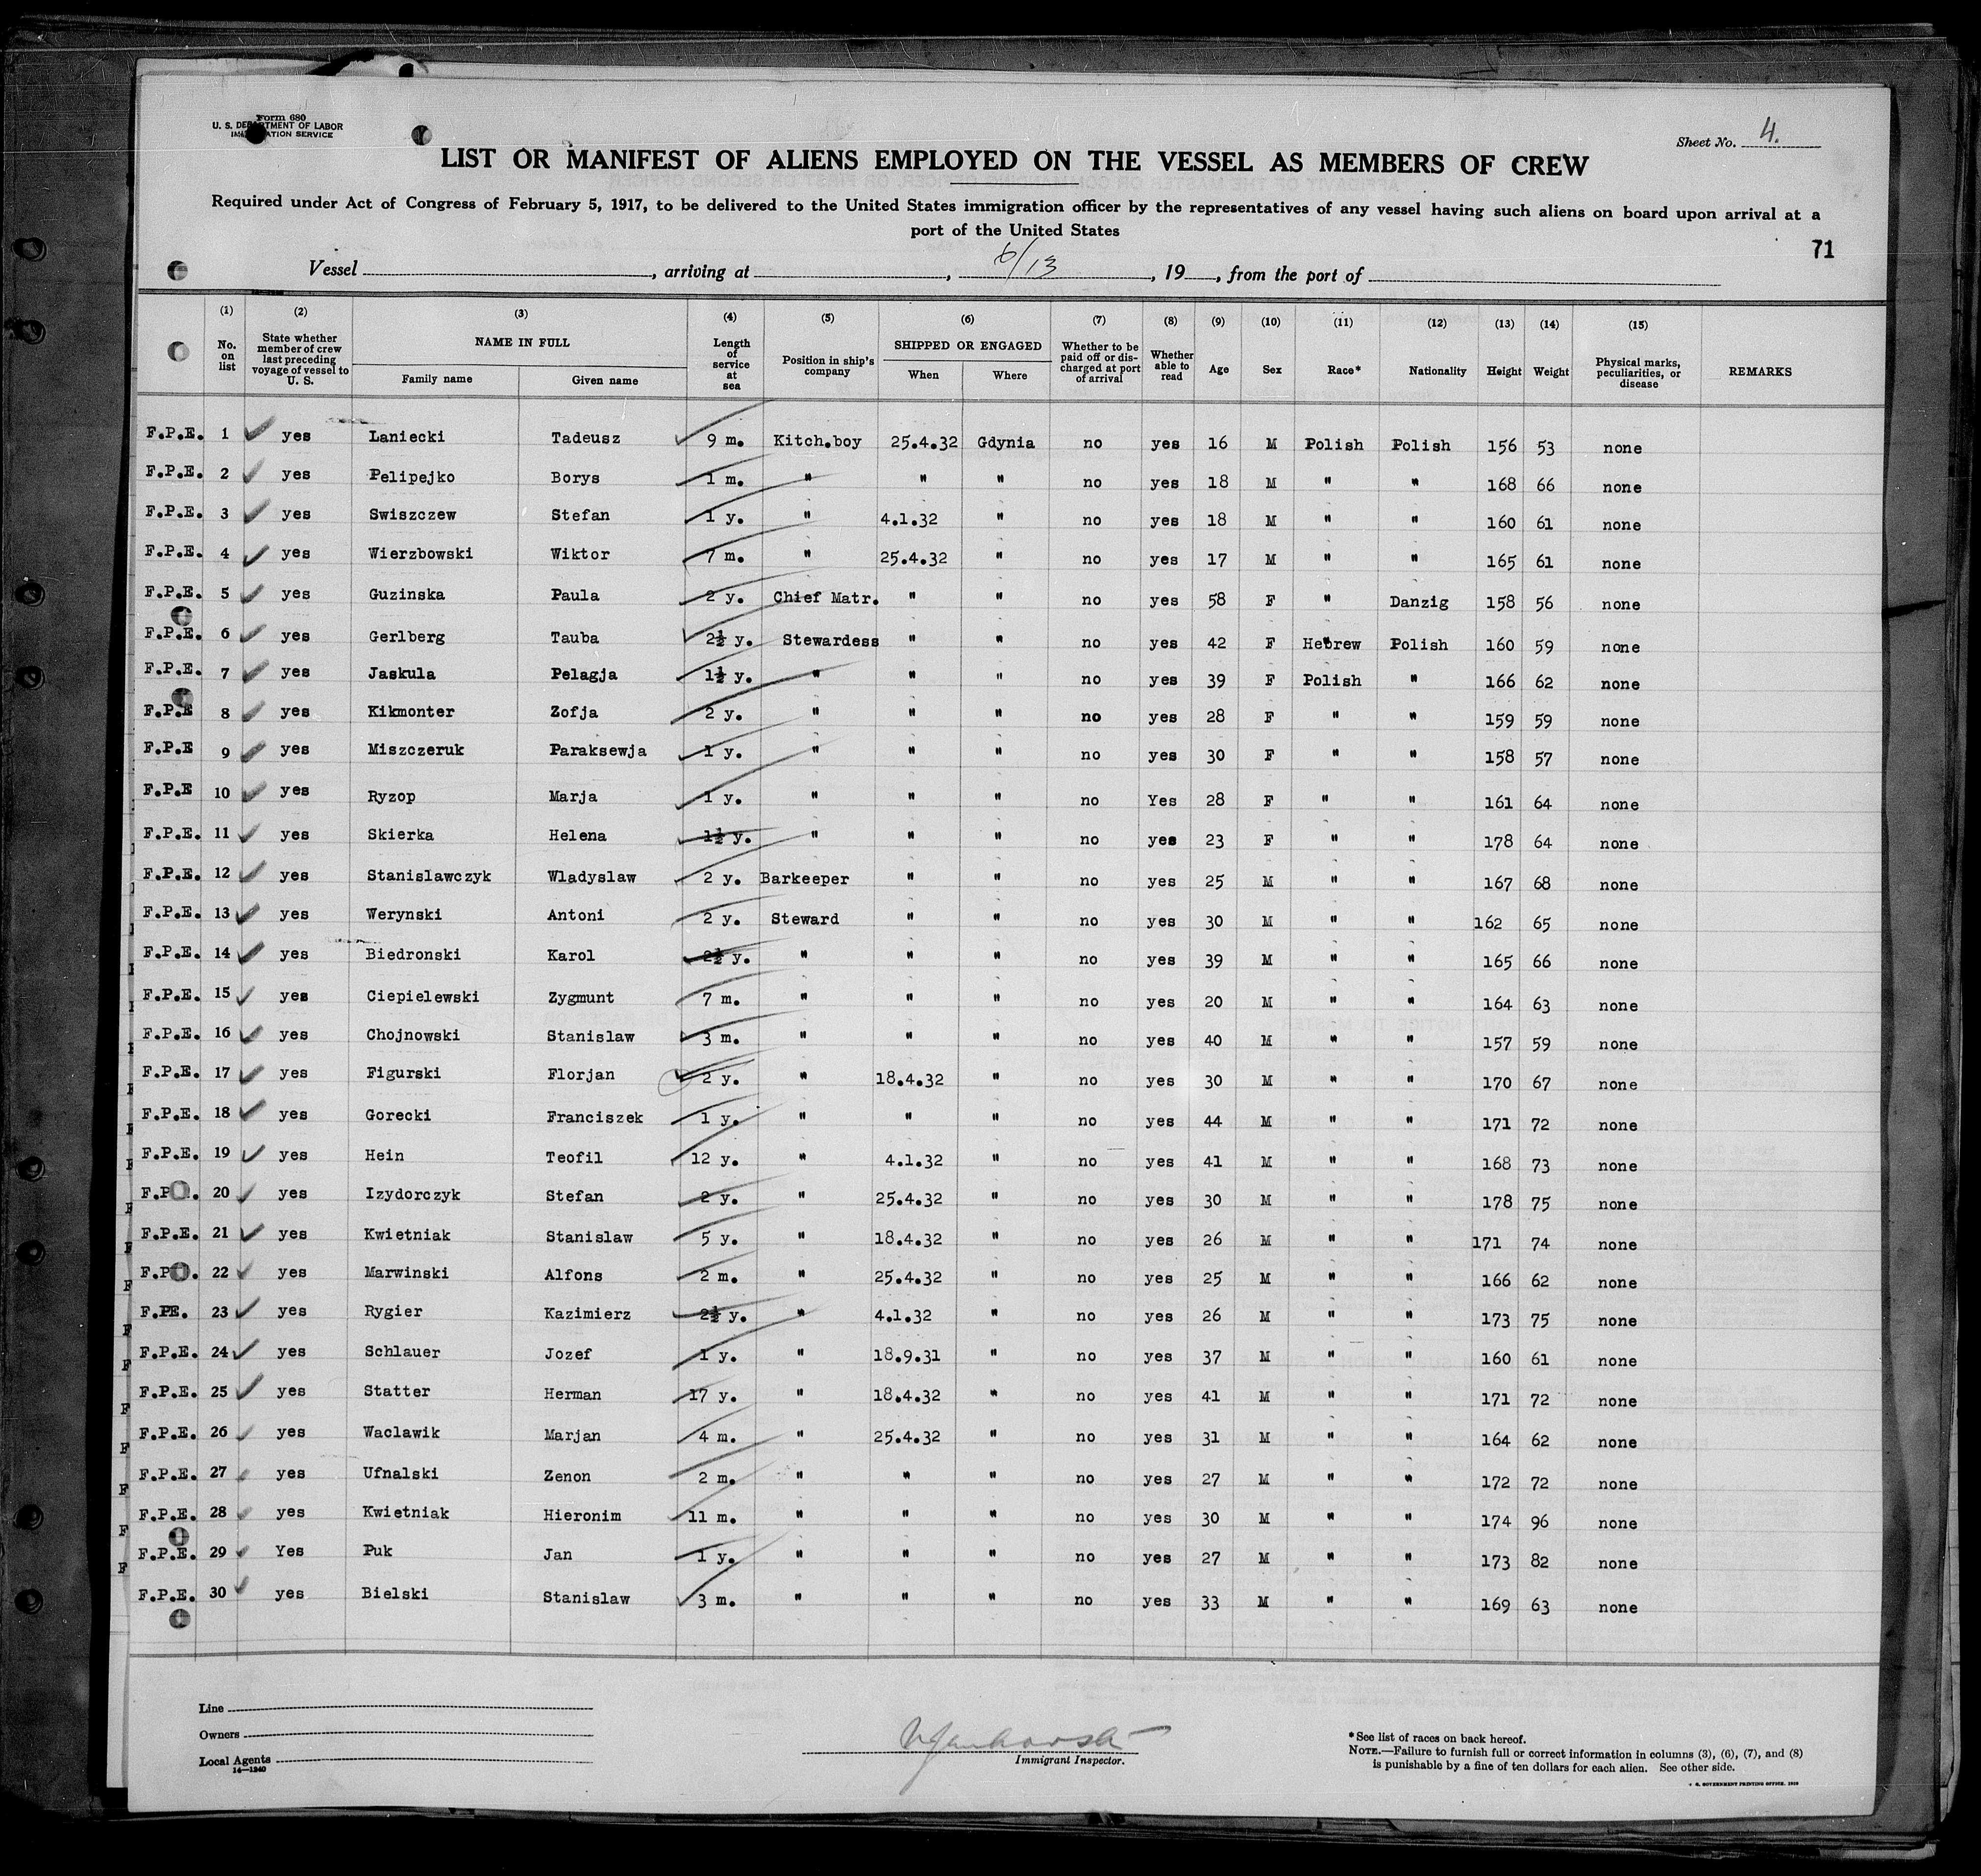 Form 680
U. S. DEPARTMENT OF LABOR
IMMIGRATION SERVICE
Sheet No. 4.
LIST OR MANIFEST OF ALIENS EMPLOYED ON THE VESSEL AS MEMBERS OF CREW
Required under Act of Congress of February 5, 1917, to be delivered to the United States immigration officer by the representatives of any vessel having such aliens on board upon arrival at a
port of the United States
71
Vessel , arriving at , 6/13 , 19 , from the port of
(1) (2) (3) (4) (5) (6) (7) (8) (9) (10) (11) (12) (13) (14) (15)
No. on list State whether member of crew last preceding voyage of vessel to U. S. NAME IN FULL Family name Given name Length of service at sea Position in ship's company SHIPPED OR ENGAGED When Where Whether to be paid off or discharged at port of arrival Whether able to read Age Sex Race* Nationality Height Weight Physical marks, peculiarities, or disease REMARKS
F.P.E. 1 yes Laniecki Tadeusz 9 m. Kitch.boy 25.4.32 Gdynia no yes 16 M Polish Polish 156 53 none
F.P.E. 2 yes Pelipejko Borys 1 m. " " " no yes 18 M " " 168 66 none
F.P.E. 3 yes Swiszczew Stefan 1 y. " 4.1.32 " no yes 18 M " " 160 61 none
F.P.E. 4 yes Wierzbowski Wiktor 7 m. " 25.4.32 " no yes 17 M " " 165 61 none
F.P.E. 5 yes Guzinska Paula 2 y. Chief Matr. " " no yes 58 F " Danzig 158 56 none
F.P.E. 6 yes Gerlberg Tauba 2½ y. Stewardess " " no yes 42 F Hebrew Polish 160 59 none
F.P.E. 7 yes Jaskula Pelagja 1½ y. " " " no yes 39 F Polish " 166 62 none
F.P.E 8 yes Kikmonter Zofja 2 y. " " " no yes 28 F " " 159 59 none
F.P.E 9 yes Miszczeruk Paraksewja 1 y. " " " no yes 30 F " " 158 57 none
F.P.E 10 yes Ryzop Marja 1 y. " " " no Yes 28 F " " 161 64 none
F.P.E. 11 yes Skierka Helena 1½ y. " " " no yes 23 F " " 178 64 none
F.P.E. 12 yes Stanislawczyk Wladyslaw 2 y. Barkeeper " " no yes 25 M " " 167 68 none
F.P.E. 13 yes Werynski Antoni 2 y. Steward " " no yes 30 M " " 162 65 none
F.P.E. 14 yes Biedronski Karol 2½ y. " " " no yes 39 M " " 165 66 none
F.P.E. 15 yes Ciepielewski Zygmunt 7 m. " " " no yes 20 M " " 164 63 none
F.P.E. 16 yes Chojnowski Stanislaw 3 m. " " " no yes 40 M " " 157 59 none
F.P.E. 17 yes Figurski Florjan 2 y. " 18.4.32 " no yes 30 M " " 170 67 none
F.P.E. 18 yes Gorecki Franciszek 1 y. " " " no yes 44 M " " 171 72 none
F.P.E. 19 yes Hein Teofil 12 y. " 4.1.32 " no yes 41 M " " 168 73 none
F.P.E. 20 yes Izydorczyk Stefan 2 y. " 25.4.32 " no yes 30 M " " 178 75 none
F.P.E. 21 yes Kwietniak Stanislaw 5 y. " 18.4.32 " no yes 26 M " " 171 74 none
F.P.E. 22 yes Marwinski Alfons 2 m. " 25.4.32 " no yes 25 M " " 166 62 none
F.PE. 23 yes Rygier Kazimierz 2½ y. " 4.1.32 " no yes 26 M " " 173 75 none
F.P.E. 24 yes Schlauer Jozef 1 y. " 18.9.31 " no yes 37 M " " 160 61 none
F.P.E. 25 yes Statter Herman 17 y. " 18.4.32 " no yes 41 M " " 171 72 none
F.P.E. 26 yes Waclawik Marjan 4 m. " 25.4.32 " no yes 31 M " " 164 62 none
F.P.E. 27 yes Ufnalski Zenon 2 m. " " " no yes 27 M " " 172 72 none
F.P.E. 28 yes Kwietniak Hieronim 11 m. " " " no yes 30 M " " 174 96 none
F.P.E. 29 Yes Puk Jan 1 y. " " " no yes 27 M " " 173 82 none
F.P.E. 30 yes Bielski Stanislaw 3 m. " " " no yes 33 M " " 169 63 none
Line
Owners
Local Agents
14—1240
Immigrant Inspector.
*See list of races on back hereof.
NOTE.—Failure to furnish full or correct information in columns (3), (6), (7), and (8)
is punishable by a fine of ten dollars for each alien. See other side.
GOVERNMENT PRINTING OFFICE